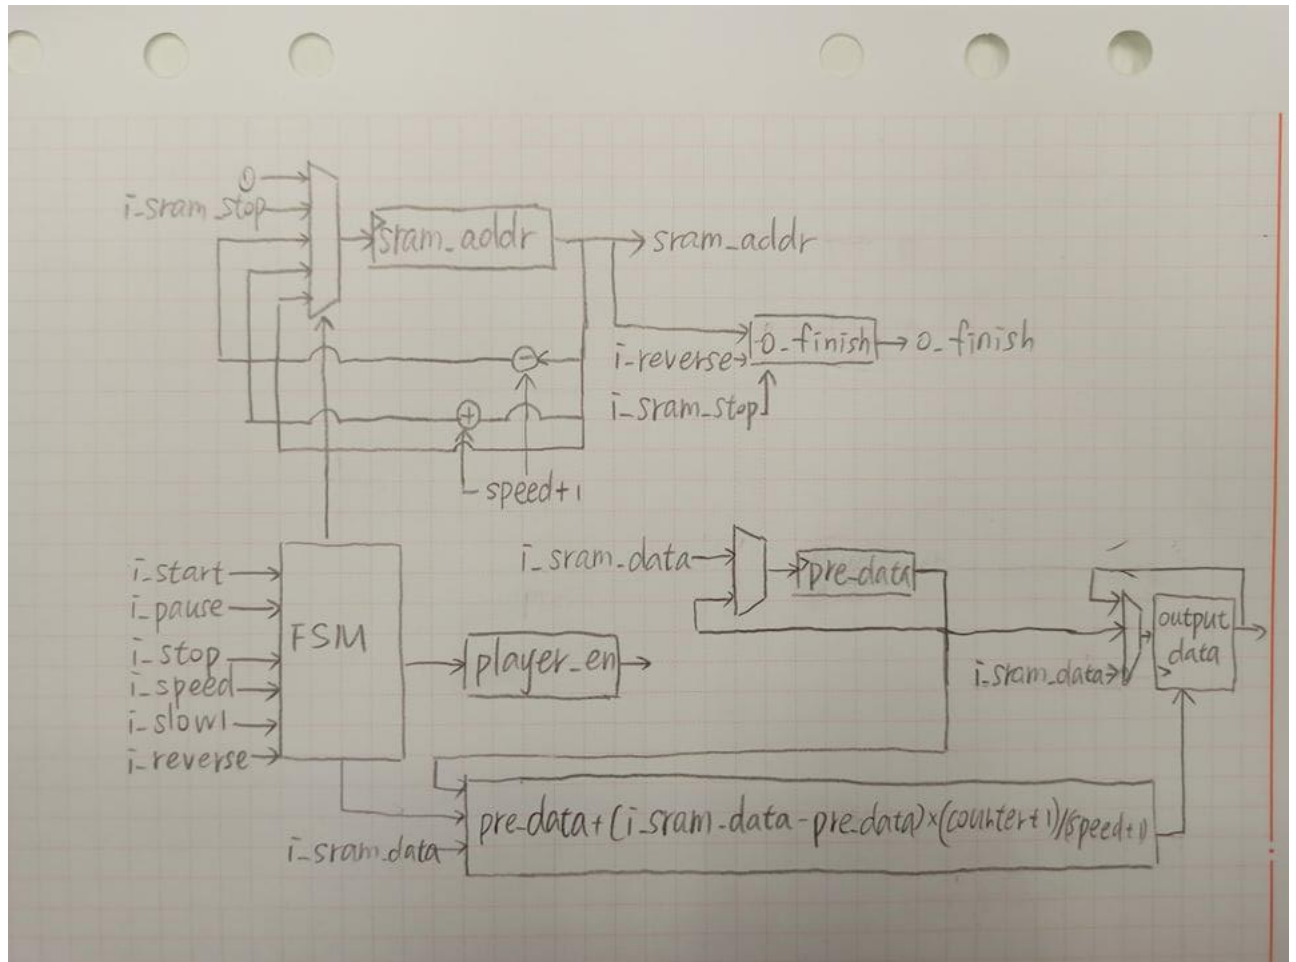 0
i_sram_stop
sram_addr
sram_addr
i_reverse
o_finish
o_finish
i_sram_stop
−
+
speed+1
i_start
i_pause
i_stop
i_speed
i_slow1
i_reverse
FSM
player_en
i_sram_data
pre_data
output
data
i_sram_data
pre_data+(i_sram_data-pre_data)×(counter+1)/(speed+1)
i_sram_data